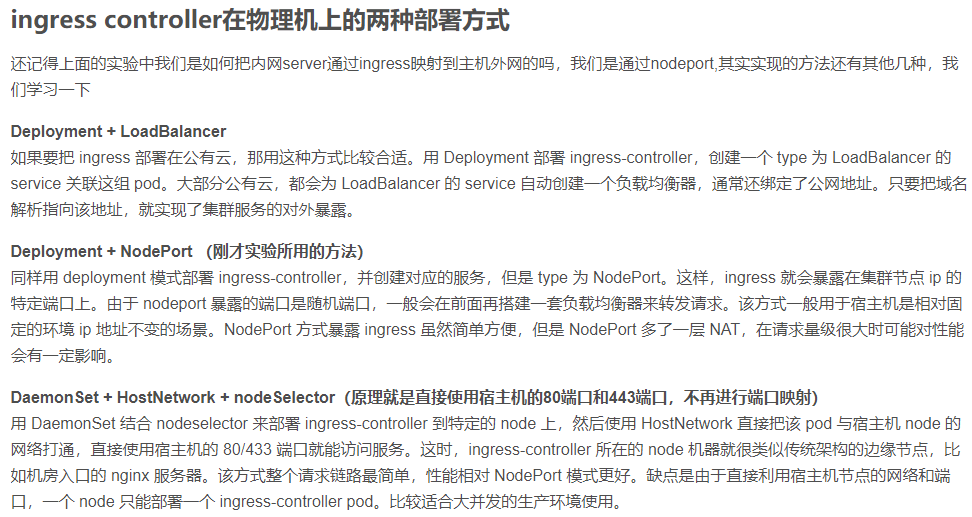 ingress controller在物理机上的两种部署方式
还记得上面的实验中我们是如何把内网server通过ingress映射到主机外网的吗，我们是通过nodeport,其实实现的方法还有其他几种，我
们学习一下
Deployment + LoadBalancer
如果要把 ingress 部署在公有云，那用这种方式比较合适。用 Deployment 部署 ingress-controller，创建一个 type 为 LoadBalancer 的
service 关联这组 pod。大部分公有云，都会为 LoadBalancer 的 service 自动创建一个负载均衡器，通常还绑定了公网地址。只要把域名
解析指向该地址，就实现了集群服务的对外暴露。
Deployment + NodePort （刚才实验所用的方法）
同样用 deployment 模式部署 ingress-controller，并创建对应的服务，但是 type 为 NodePort。这样，ingress 就会暴露在集群节点 ip 的
特定端口上。由于 nodeport 暴露的端口是随机端口，一般会在前面再搭建一套负载均衡器来转发请求。该方式一般用于宿主机是相对固
定的环境 ip 地址不变的场景。NodePort 方式暴露 ingress 虽然简单方便，但是 NodePort 多了一层 NAT，在请求量级很大时可能对性能
会有一定影响。
DaemonSet + HostNetwork + nodeSelector（原理就是直接使用宿主机的80端口和443端口，不再进行端口映射）
用 DaemonSet 结合 nodeselector 来部署 ingress-controller 到特定的 node 上，然后使用 HostNetwork 直接把该 pod 与宿主机 node 的
网络打通，直接使用宿主机的 80/433 端口就能访问服务。这时，ingress-controller 所在的 node 机器就很类似传统架构的边缘节点，比
如机房入口的 nginx 服务器。该方式整个请求链路最简单，性能相对 NodePort 模式更好。缺点是由于直接利用宿主机节点的网络和端
口，一个 node 只能部署一个 ingress-controller pod。比较适合大并发的生产环境使用。